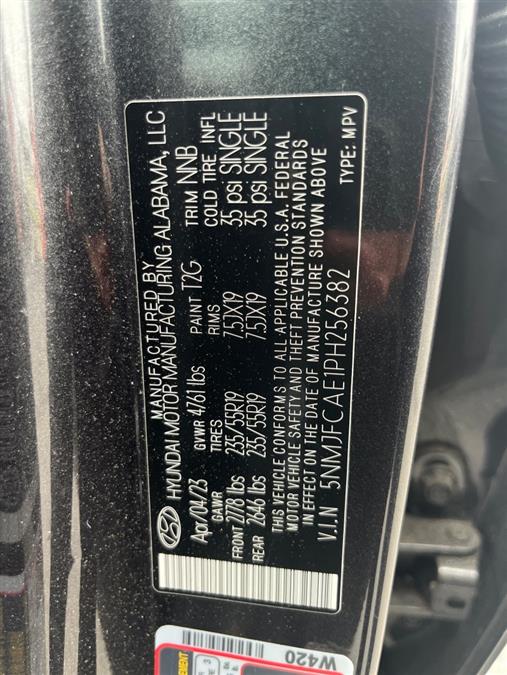 MANUFACTURED BY
HYUNDAI MOTOR MANUFACTURING ALABAMA, LLC
Apr/04/23 GVWR 4761 lbs PAINT T2G TRIM NNB
GAWR TIRES RIMS COLD TIRE INFL
FRONT 2778 lbs 235/55R19 7.5JX19 35 psi SINGLE
REAR 2646 lbs 235/55R19 7.5JX19 35 psi SINGLE
THIS VEHICLE CONFORMS TO ALL APPLICABLE U.S.A. FEDERAL
MOTOR VEHICLE SAFETY AND THEFT PREVENTION STANDARDS
IN EFFECT ON THE DATE OF MANUFACTURE SHOWN ABOVE
V.I.N 5NMJFCAE1PH256382 TYPE: MPV
W420